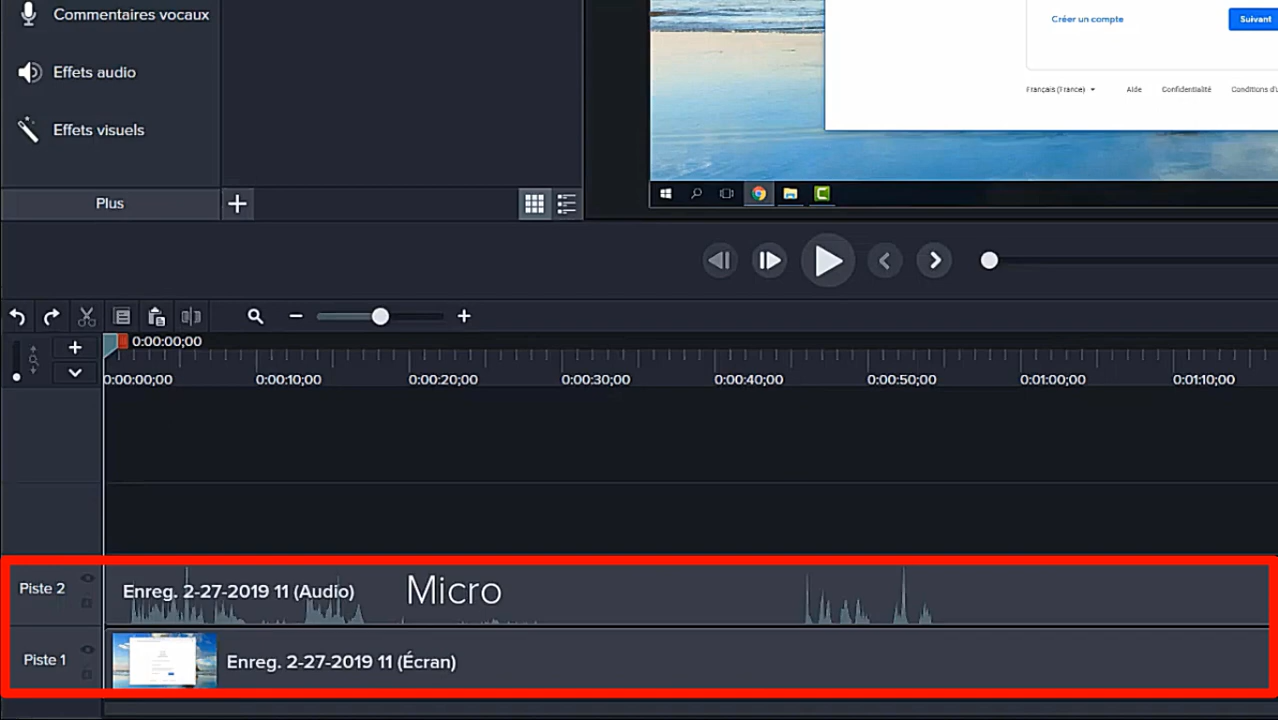 Commentaires vocaux
Effets audio
Effets visuels
Plus
Créer un compte
Suivant
Français (France)
Aide
Confidentialité
0:00:00;00
0:00:00;00
0:00:10;00
0:00:20;00
0:00:30;00
0:00:40;00
0:00:50;00
0:01:00;00
0:01:10;00
Piste 2
Enreg. 2-27-2019 11 (Audio)
Micro
Piste 1
Enreg. 2-27-2019 11 (Écran)